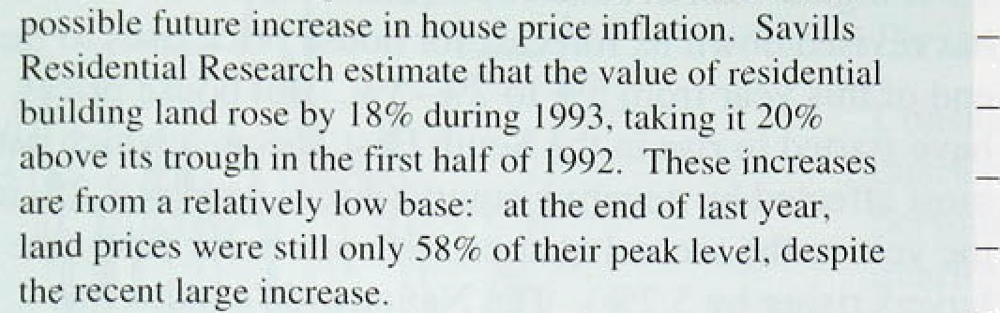 possible future increase in house price inflation. Savills
Residential Research estimate that the value of residential
building land rose by 18% during 1993, taking it 20%
above its trough in the first half of 1992. These increases
are from a relatively low base: at the end of last year,
land prices were still only 58% of their peak level, despite
the recent large increase.